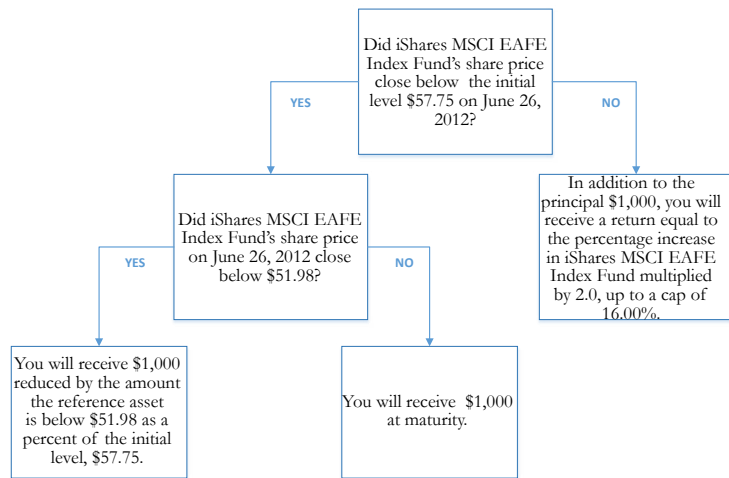 Did iShares MSCI EAFE
Index Fund's share price
close below the initial
level $57.75 on June 26,
2012?
YES
NO
Did iShares MSCI EAFE
Index Fund's share price
on June 26, 2012 close
below $51.98?
In addition to the
principal $1,000, you will
receive a return equal to
the percentage increase
in iShares MSCI EAFE
Index Fund multiplied
by 2.0, up to a cap of
16.00%.
YES
NO
You will receive $1,000
reduced by the amount
the reference asset
is below $51.98 as a
percent of the initial
level, $57.75.
You will receive $1,000
at maturity.